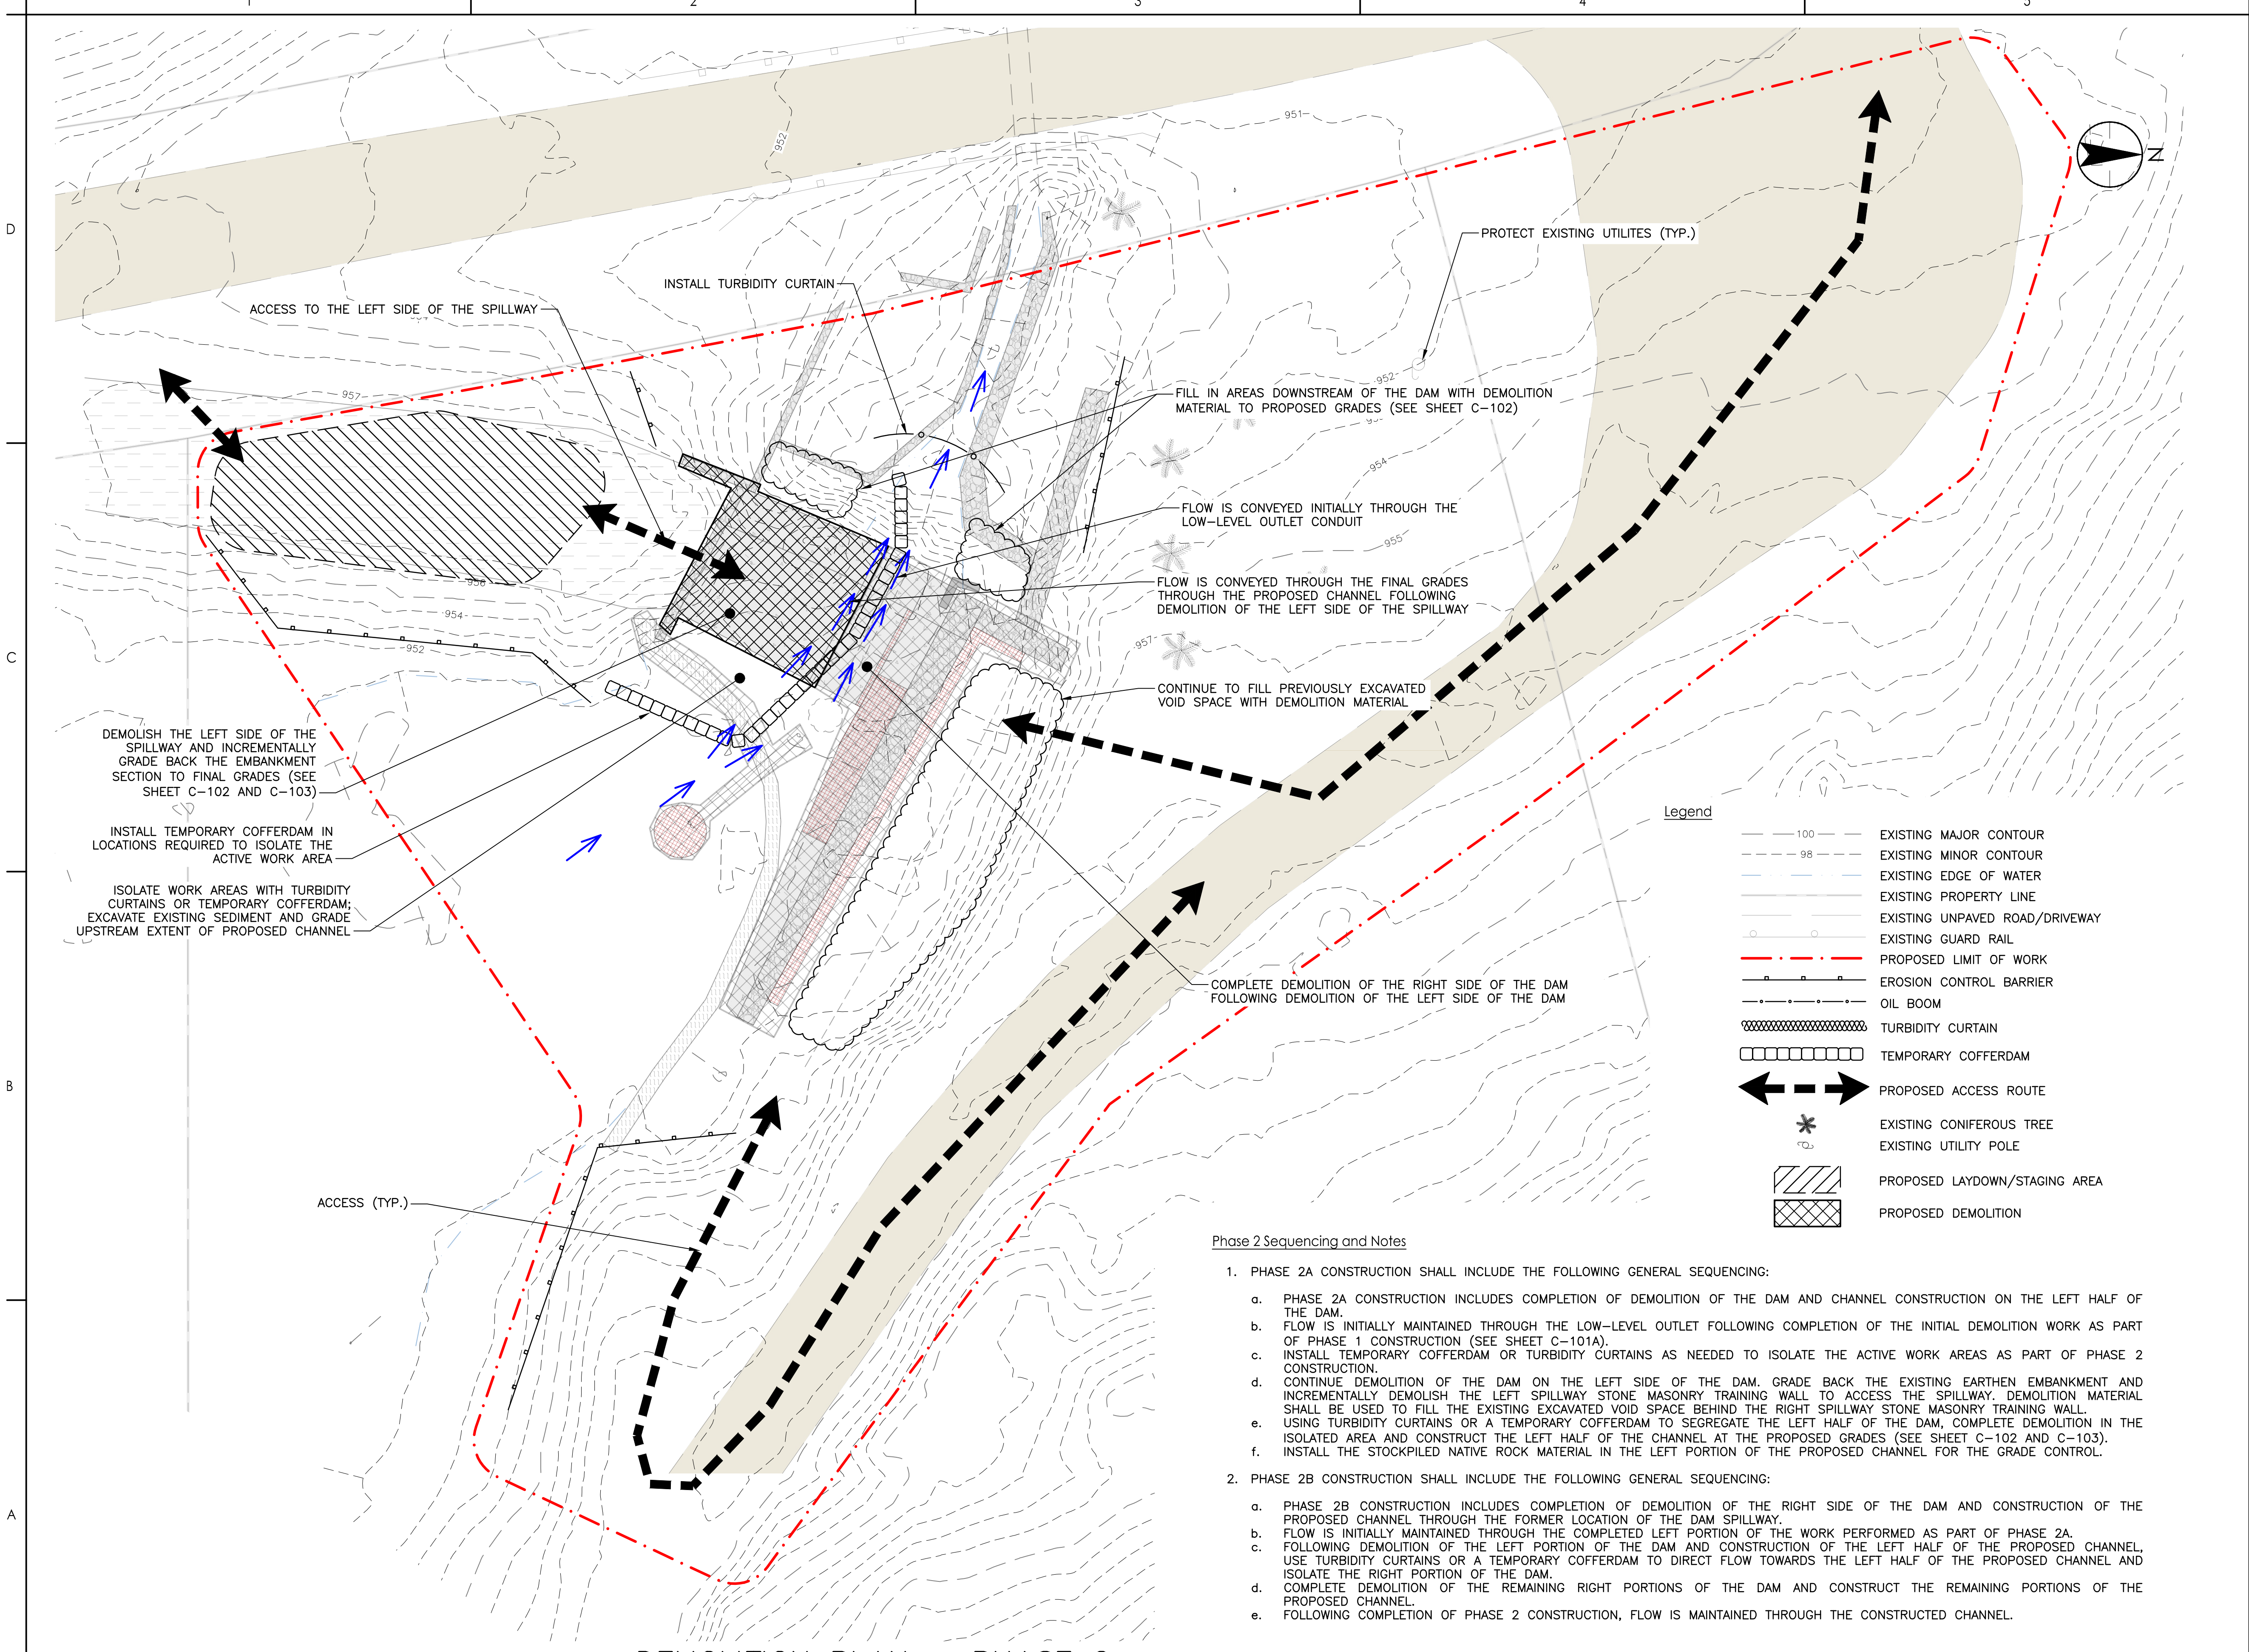 1 2 3 4 5
D
C
B
A
N
952
951
INSTALL TURBIDITY CURTAIN
ACCESS TO THE LEFT SIDE OF THE SPILLWAY
PROTECT EXISTING UTILITES (TYP.)
957
952
FILL IN AREAS DOWNSTREAM OF THE DAM WITH DEMOLITION
MATERIAL TO PROPOSED GRADES (SEE SHEET C-102)
954
FLOW IS CONVEYED INITIALLY THROUGH THE
LOW-LEVEL OUTLET CONDUIT
955
FLOW IS CONVEYED THROUGH THE FINAL GRADES
THROUGH THE PROPOSED CHANNEL FOLLOWING
DEMOLITION OF THE LEFT SIDE OF THE SPILLWAY
956
954
952
957
CONTINUE TO FILL PREVIOUSLY EXCAVATED
VOID SPACE WITH DEMOLITION MATERIAL
DEMOLISH THE LEFT SIDE OF THE
SPILLWAY AND INCREMENTALLY
GRADE BACK THE EMBANKMENT
SECTION TO FINAL GRADES (SEE
SHEET C-102 AND C-103)
INSTALL TEMPORARY COFFERDAM IN
LOCATIONS REQUIRED TO ISOLATE THE
ACTIVE WORK AREA
ISOLATE WORK AREAS WITH TURBIDITY
CURTAINS OR TEMPORARY COFFERDAM;
EXCAVATE EXISTING SEDIMENT AND GRADE
UPSTREAM EXTENT OF PROPOSED CHANNEL
COMPLETE DEMOLITION OF THE RIGHT SIDE OF THE DAM
FOLLOWING DEMOLITION OF THE LEFT SIDE OF THE DAM
ACCESS (TYP.)
Legend
100 EXISTING MAJOR CONTOUR
98 EXISTING MINOR CONTOUR
EXISTING EDGE OF WATER
EXISTING PROPERTY LINE
EXISTING UNPAVED ROAD/DRIVEWAY
EXISTING GUARD RAIL
PROPOSED LIMIT OF WORK
EROSION CONTROL BARRIER
OIL BOOM
TURBIDITY CURTAIN
TEMPORARY COFFERDAM
PROPOSED ACCESS ROUTE
EXISTING CONIFEROUS TREE
EXISTING UTILITY POLE
PROPOSED LAYDOWN/STAGING AREA
PROPOSED DEMOLITION
Phase 2 Sequencing and Notes
1. PHASE 2A CONSTRUCTION SHALL INCLUDE THE FOLLOWING GENERAL SEQUENCING:
a. PHASE 2A CONSTRUCTION INCLUDES COMPLETION OF DEMOLITION OF THE DAM AND CHANNEL CONSTRUCTION ON THE LEFT HALF OF
THE DAM.
b. FLOW IS INITIALLY MAINTAINED THROUGH THE LOW-LEVEL OUTLET FOLLOWING COMPLETION OF THE INITIAL DEMOLITION WORK AS PART
OF PHASE 1 CONSTRUCTION (SEE SHEET C-101A).
c. INSTALL TEMPORARY COFFERDAM OR TURBIDITY CURTAINS AS NEEDED TO ISOLATE THE ACTIVE WORK AREAS AS PART OF PHASE 2
CONSTRUCTION.
d. CONTINUE DEMOLITION OF THE DAM ON THE LEFT SIDE OF THE DAM. GRADE BACK THE EXISTING EARTHEN EMBANKMENT AND
INCREMENTALLY DEMOLISH THE LEFT SPILLWAY STONE MASONRY TRAINING WALL TO ACCESS THE SPILLWAY. DEMOLITION MATERIAL
SHALL BE USED TO FILL THE EXISTING EXCAVATED VOID SPACE BEHIND THE RIGHT SPILLWAY STONE MASONRY TRAINING WALL.
e. USING TURBIDITY CURTAINS OR A TEMPORARY COFFERDAM TO SEGREGATE THE LEFT HALF OF THE DAM, COMPLETE DEMOLITION IN THE
ISOLATED AREA AND CONSTRUCT THE LEFT HALF OF THE CHANNEL AT THE PROPOSED GRADES (SEE SHEET C-102 AND C-103).
f. INSTALL THE STOCKPILED NATIVE ROCK MATERIAL IN THE LEFT PORTION OF THE PROPOSED CHANNEL FOR THE GRADE CONTROL.
2. PHASE 2B CONSTRUCTION SHALL INCLUDE THE FOLLOWING GENERAL SEQUENCING:
a. PHASE 2B CONSTRUCTION INCLUDES COMPLETION OF DEMOLITION OF THE RIGHT SIDE OF THE DAM AND CONSTRUCTION OF THE
PROPOSED CHANNEL THROUGH THE FORMER LOCATION OF THE DAM SPILLWAY.
b. FLOW IS INITIALLY MAINTAINED THROUGH THE COMPLETED LEFT PORTION OF THE WORK PERFORMED AS PART OF PHASE 2A.
c. FOLLOWING DEMOLITION OF THE LEFT PORTION OF THE DAM AND CONSTRUCTION OF THE LEFT HALF OF THE PROPOSED CHANNEL,
USE TURBIDITY CURTAINS OR A TEMPORARY COFFERDAM TO DIRECT FLOW TOWARDS THE LEFT HALF OF THE PROPOSED CHANNEL AND
ISOLATE THE RIGHT PORTION OF THE DAM.
d. COMPLETE DEMOLITION OF THE REMAINING RIGHT PORTIONS OF THE DAM AND CONSTRUCT THE REMAINING PORTIONS OF THE
PROPOSED CHANNEL.
e. FOLLOWING COMPLETION OF PHASE 2 CONSTRUCTION, FLOW IS MAINTAINED THROUGH THE CONSTRUCTED CHANNEL.